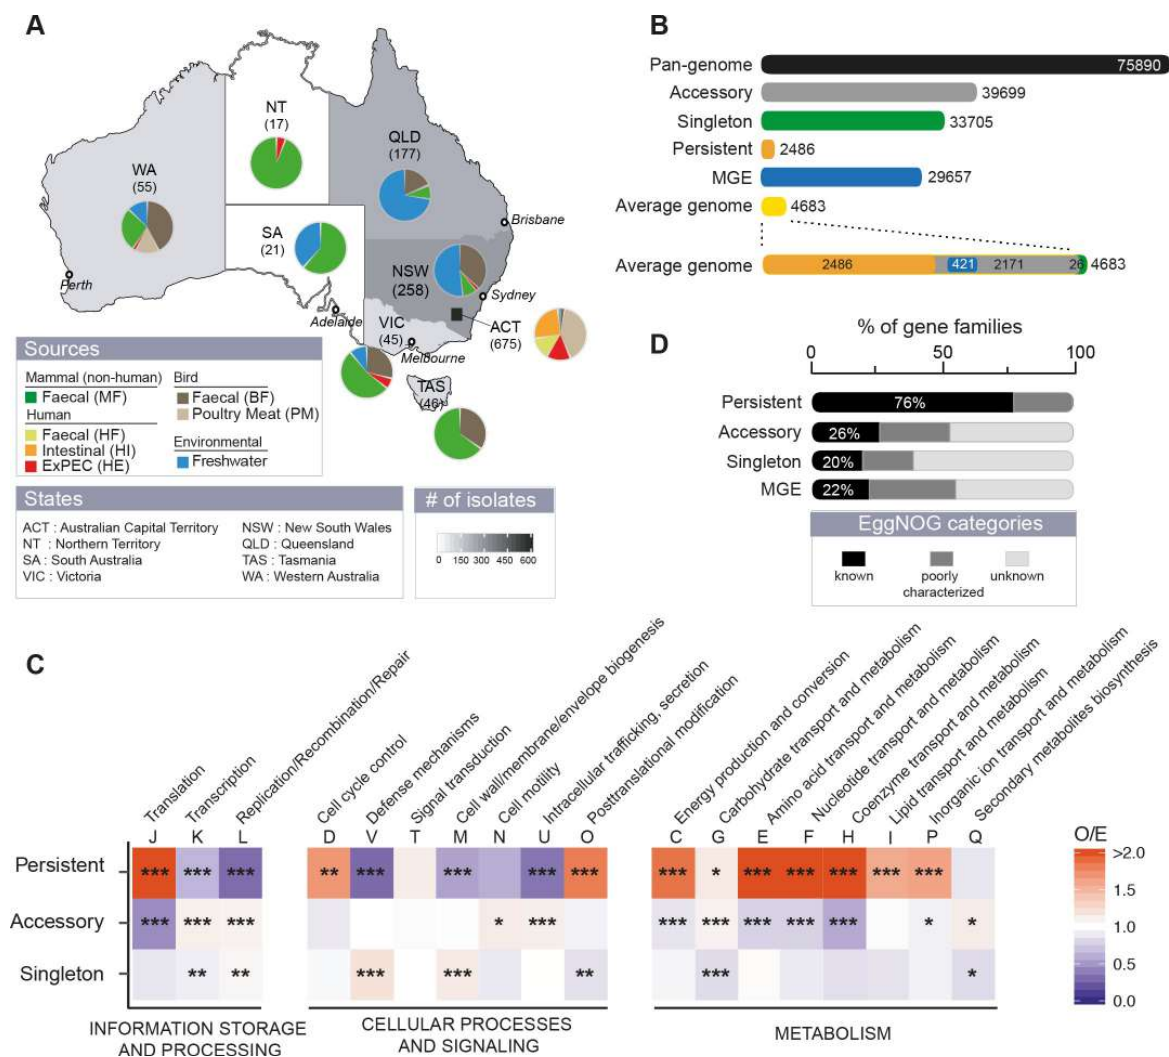 A
NT
(17)
QLD
(177)
WA
(55)
Brisbane
SA
(21)
NSW
(258)
Perth
Sydney
Adelaide
VIC
(45)
ACT
(675)
Melbourne
TAS
(46)
Sources
Mammal (non-human)
Faecal (MF)
Human
Faecal (HF)
Intestinal (HI)
ExPEC (HE)
Bird
Faecal (BF)
Poultry Meat (PM)
Environmental
Freshwater
States
ACT : Australian Capital Territory
NT : Northern Territory
SA : South Australia
VIC : Victoria
NSW : New South Wales
QLD : Queensland
TAS : Tasmania
WA : Western Australia
# of isolates
0 150 300 450 600
B
Pan-genome 75890
Accessory 39699
Singleton 33705
Persistent 2486
MGE 29657
Average genome 4683
Average genome 2486 421 2171 26 4683
D
% of gene families
0 50 100
Persistent 76%
Accessory 26%
Singleton 20%
MGE 22%
EggNOG categories
known
poorly
characterized
unknown
C
Translation
Transcription
Replication/Recombination/Repair
Cell cycle control
Defense mechanisms
Signal transduction
Cell wall/membrane/envelope biogenesis
Cell motility
Intracellular trafficking, secretion
Posttranslational modification
Energy production and conversion
Carbohydrate transport and metabolism
Amino acid transport and metabolism
Nucleotide transport and metabolism
Coenzyme transport and metabolism
Lipid transport and metabolism
Inorganic ion transport and metabolism
Secondary metabolites biosynthesis
J K L D V T M N U O C G E F H I P Q
Persistent *** *** *** ** *** *** *** *** *** * *** *** *** *** ***
Accessory *** *** *** * *** *** *** *** *** *** * *
Singleton ** ** *** *** ** *** *
O/E
>2.0
1.5
1.0
0.5
0.0
INFORMATION STORAGE
AND PROCESSING
CELLULAR PROCESSES
AND SIGNALING
METABOLISM